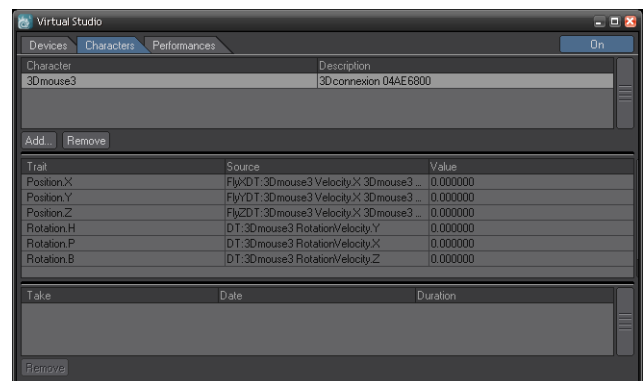 Virtual Studio
Devices Characters Performances On
Character Description
3Dmouse3 3Dconnexion 04AE6800
Add... Remove
Trait Source Value
Position.X FlyXDT:3Dmouse3 Velocity.X 3Dmouse3 ... 0.000000
Position.Y FlyYDT:3Dmouse3 Velocity.X 3Dmouse3 ... 0.000000
Position.Z FlyZDT:3Dmouse3 Velocity.X 3Dmouse3 ... 0.000000
Rotation.H DT:3Dmouse3 RotationVelocity.Y 0.000000
Rotation.P DT:3Dmouse3 RotationVelocity.X 0.000000
Rotation.B DT:3Dmouse3 RotationVelocity.Z 0.000000
Take Date Duration
Remove